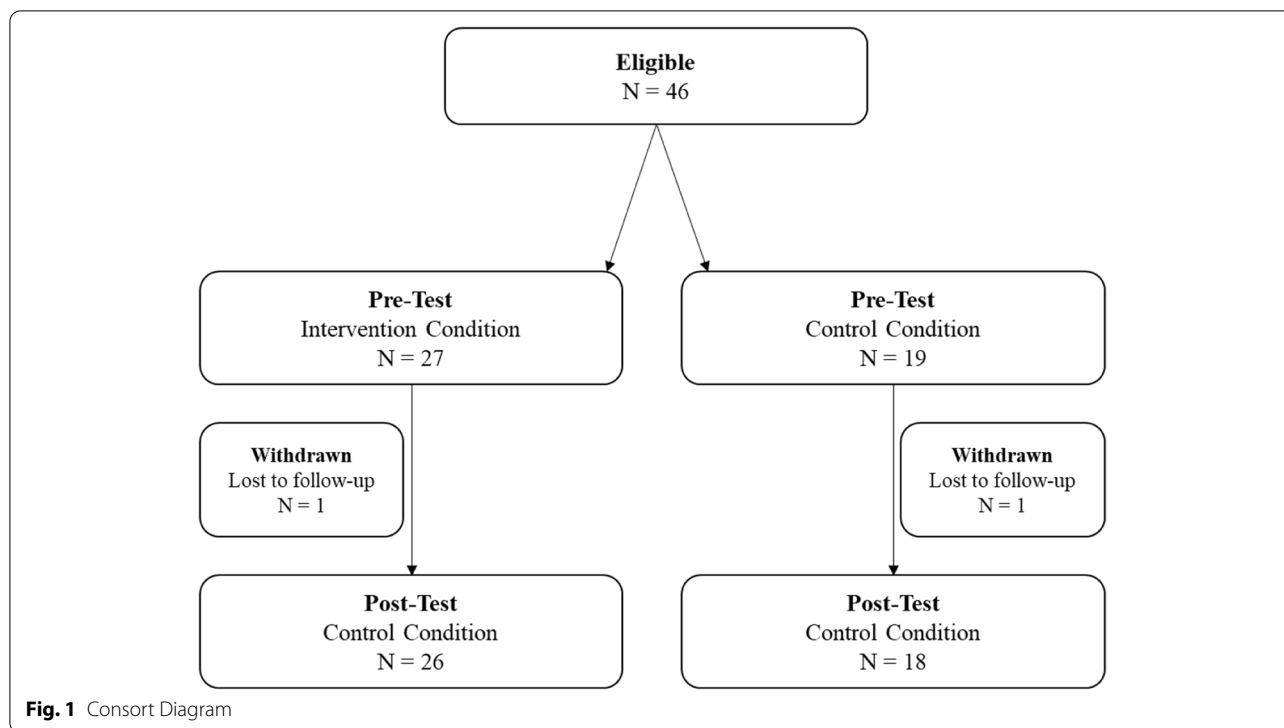 Eligible
N = 46
Pre-Test
Intervention Condition
N = 27
Pre-Test
Control Condition
N = 19
Withdrawn
Lost to follow-up
N = 1
Withdrawn
Lost to follow-up
N = 1
Post-Test
Control Condition
N = 26
Post-Test
Control Condition
N = 18
Fig. 1 Consort Diagram